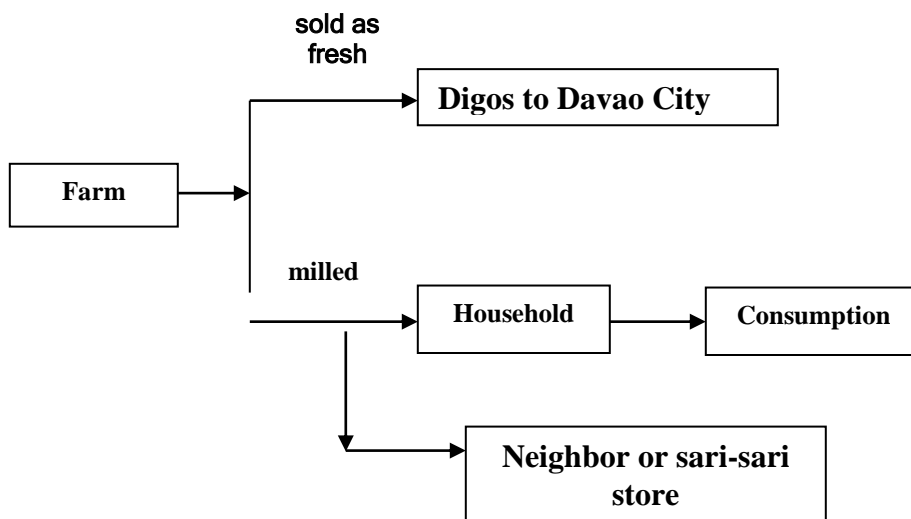 sold as
fresh
Digos to Davao City
Farm
milled
Household
Consumption
Neighbor or sari-sari
store